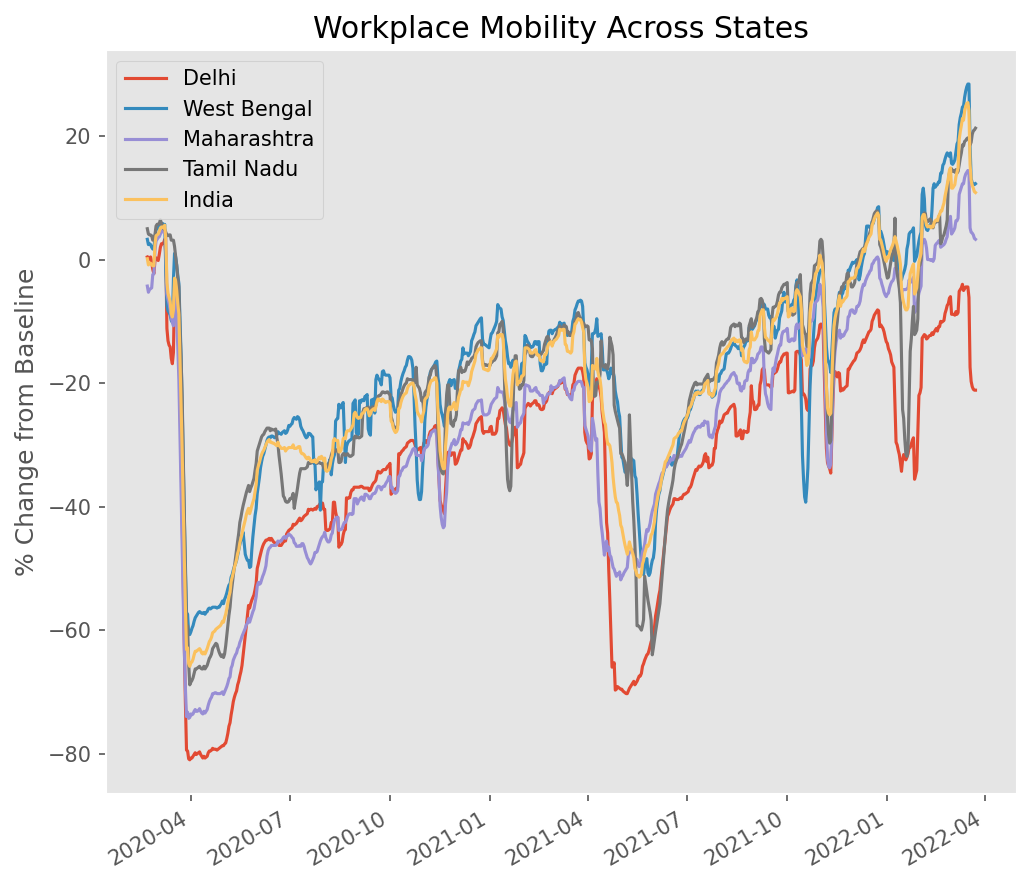 Workplace Mobility Across States
Delhi
West Bengal
Maharashtra
Tamil Nadu
India
% Change from Baseline
20
0
−20
−40
−60
−80
2020-04
2020-07
2020-10
2021-01
2021-04
2021-07
2021-10
2022-01
2022-04